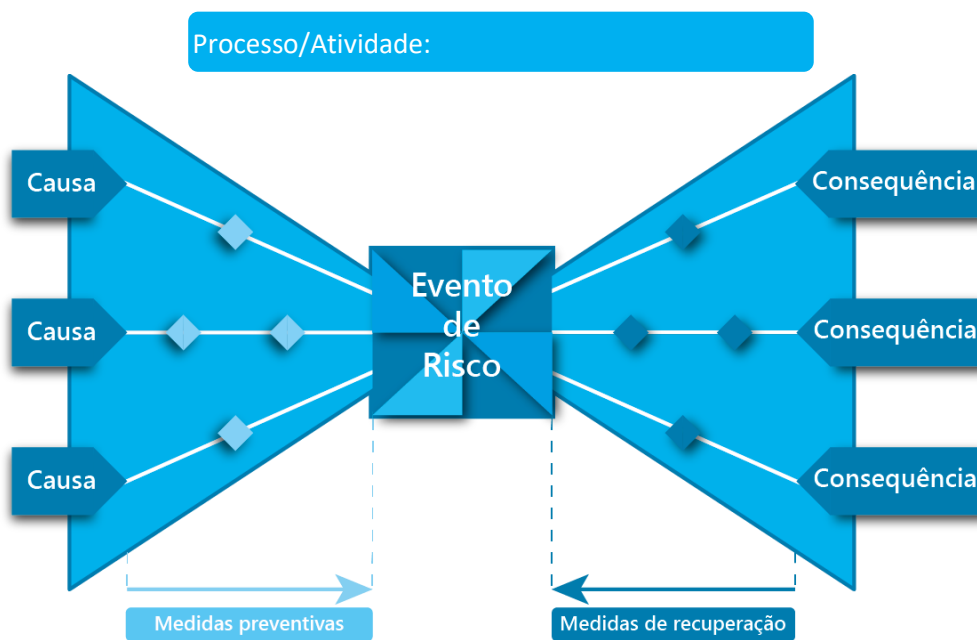 Processo/Atividade:
Causa
Consequência
Evento
de
Risco
Causa
Consequência
Causa
Consequência
Medidas preventivas
Medidas de recuperação